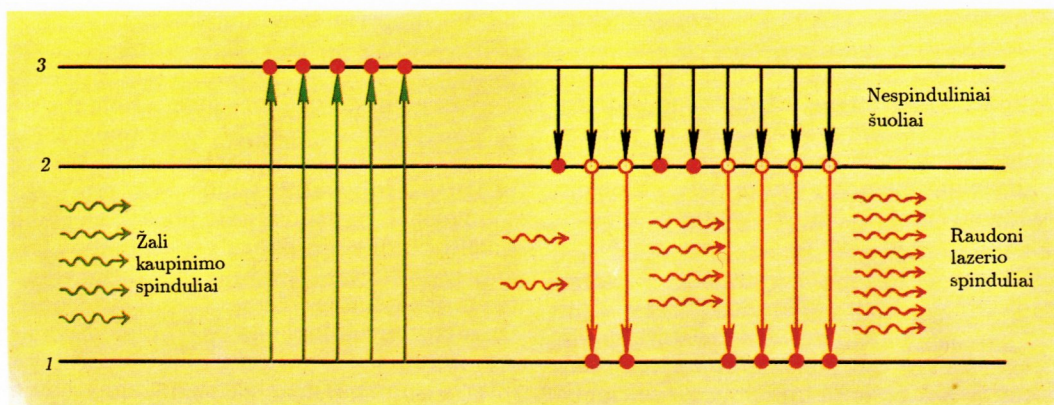 3
Nespinduliniai
šuoliai
2
Žali
kaupinimo
spinduliai
Raudoni
lazerio
spinduliai
1